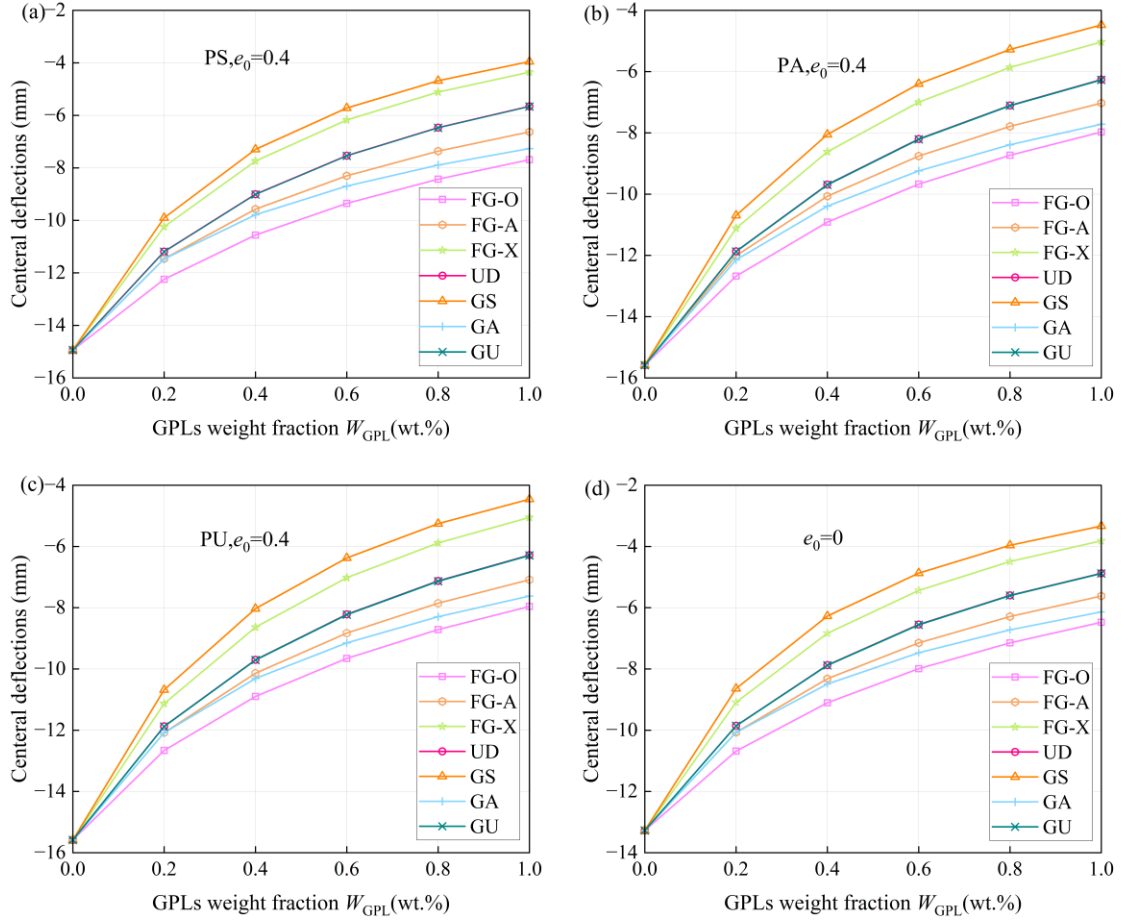 (a)
PS,e₀=0.4
Centeral deflections (mm)
−2
−4
−6
−8
−10
−12
−14
−16
0.0 0.2 0.4 0.6 0.8 1.0
GPLs weight fraction W_GPL(wt.%)
FG-O
FG-A
FG-X
UD
GS
GA
GU
(b)
PA,e₀=0.4
Centeral deflections (mm)
−4
−6
−8
−10
−12
−14
−16
0.0 0.2 0.4 0.6 0.8 1.0
GPLs weight fraction W_GPL(wt.%)
FG-O
FG-A
FG-X
UD
GS
GA
GU
(c)
PU,e₀=0.4
Centeral deflections (mm)
−4
−6
−8
−10
−12
−14
−16
0.0 0.2 0.4 0.6 0.8 1.0
GPLs weight fraction W_GPL(wt.%)
FG-O
FG-A
FG-X
UD
GS
GA
GU
(d)
e₀=0
Centeral deflections (mm)
−2
−4
−6
−8
−10
−12
−14
0.0 0.2 0.4 0.6 0.8 1.0
GPLs weight fraction W_GPL(wt.%)
FG-O
FG-A
FG-X
UD
GS
GA
GU